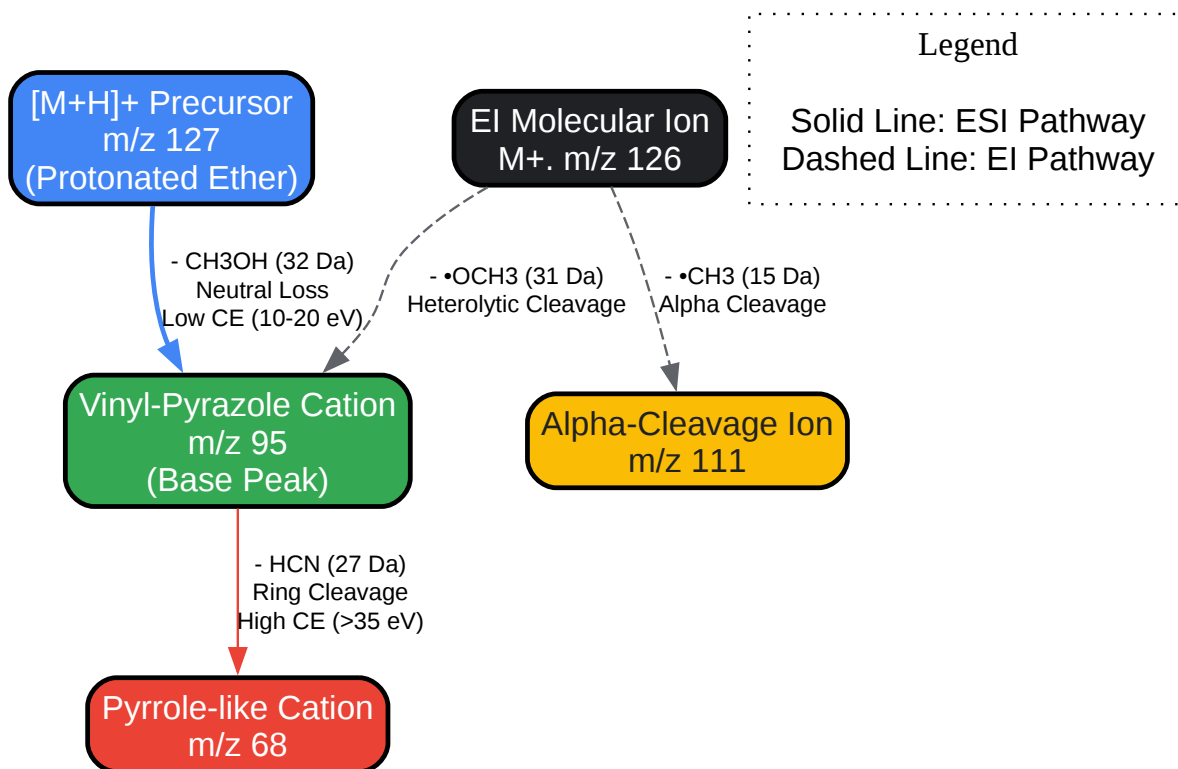 Legend
Solid Line: ESI Pathway
Dashed Line: EI Pathway
[M+H]+ Precursor
m/z 127
(Protonated Ether)
EI Molecular Ion
M+. m/z 126
- CH3OH (32 Da)
Neutral Loss
Low CE (10-20 eV)
- •OCH3 (31 Da)
Heterolytic Cleavage
- •CH3 (15 Da)
Alpha Cleavage
Vinyl-Pyrazole Cation
m/z 95
(Base Peak)
Alpha-Cleavage Ion
m/z 111
- HCN (27 Da)
Ring Cleavage
High CE (>35 eV)
Pyrrole-like Cation
m/z 68